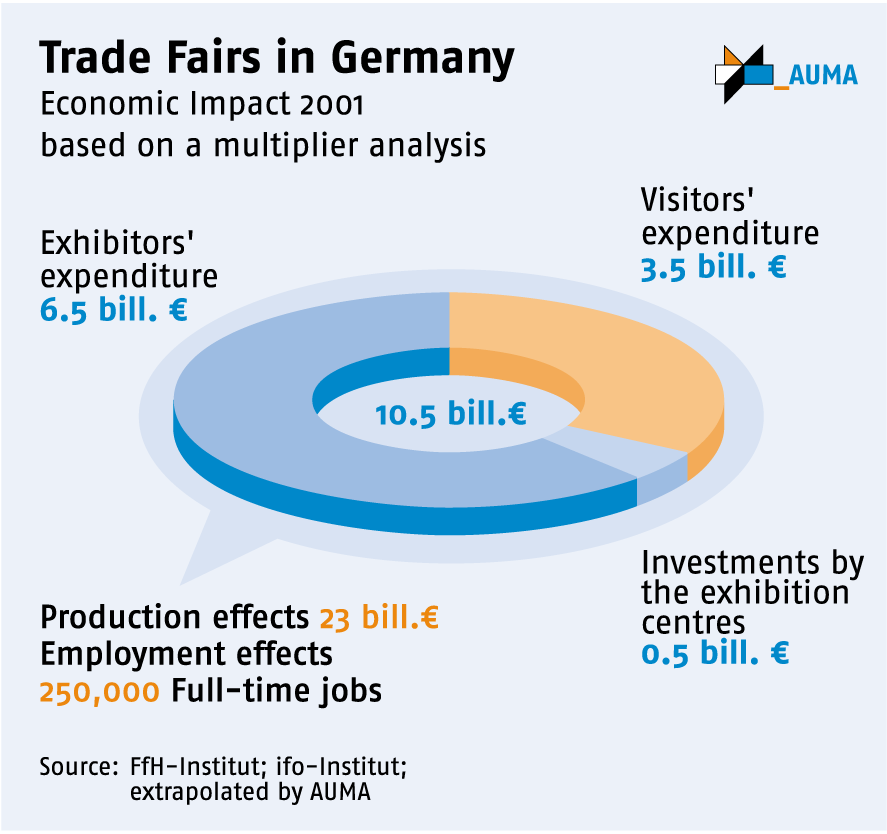 Trade Fairs in Germany
Economic Impact 2001
based on a multiplier analysis
_AUMA
Exhibitors'
expenditure
6.5 bill. €
Visitors'
expenditure
3.5 bill. €
10.5 bill.€
Investments by
the exhibition
centres
0.5 bill. €
Production effects 23 bill.€
Employment effects
250,000 Full-time jobs
Source: FfH-Institut; ifo-Institut;
extrapolated by AUMA